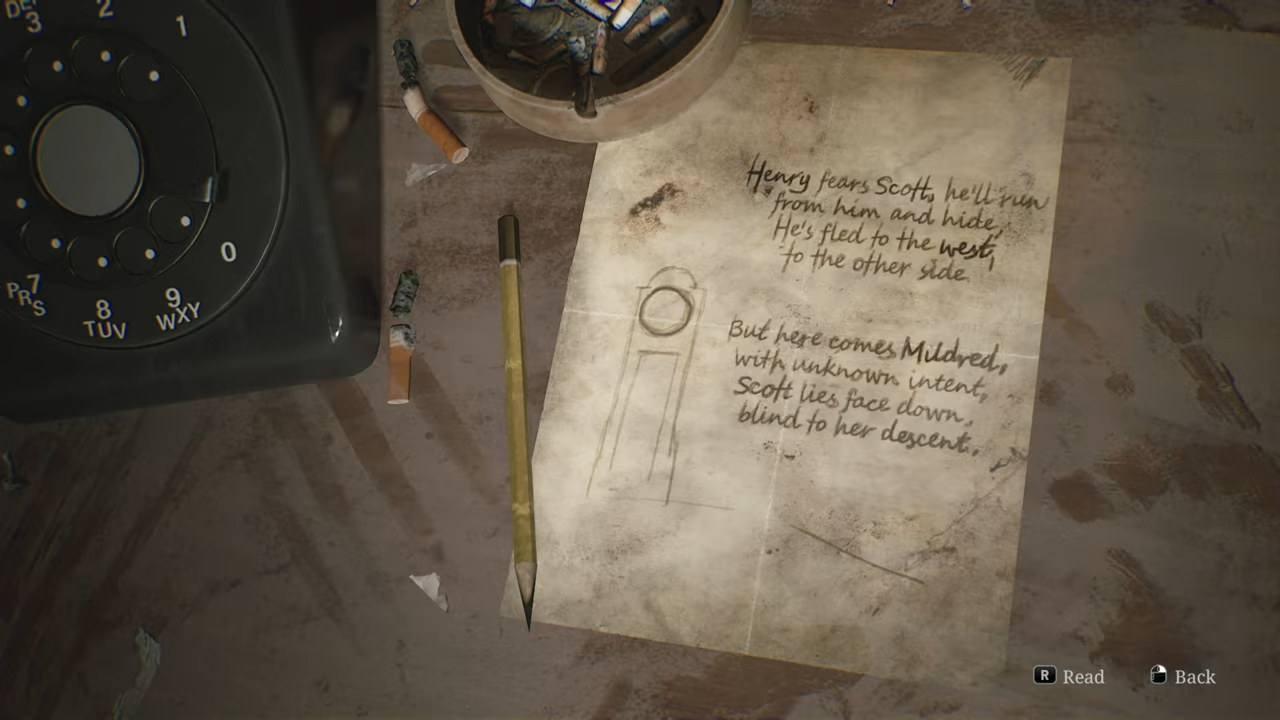 DEF
3
2
1
7
PRS
8
TUV
9
WXY
0
Henry fears Scott, he'll run
from him and hide,
He's fled to the west,
to the other side.
But here comes Mildred,
with unknown intent,
Scott lies face down,
blind to her descent.
R Read
Back